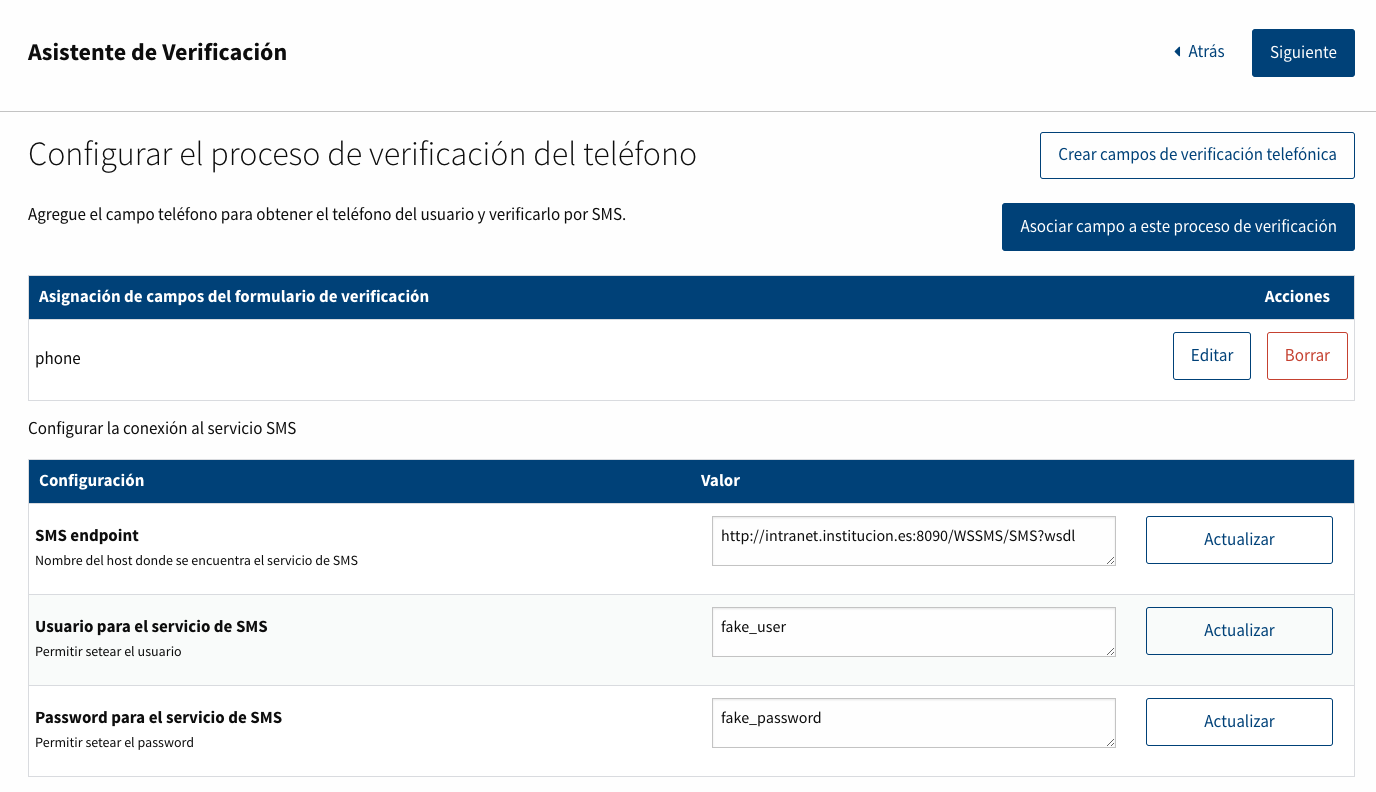 Asistente de Verificación
Atrás
Siguiente
Configurar el proceso de verificación del teléfono
Crear campos de verificación telefónica
Agregue el campo teléfono para obtener el teléfono del usuario y verificarlo por SMS.
Asociar campo a este proceso de verificación
Asignación de campos del formulario de verificación
Acciones
phone
Editar
Borrar
Configurar la conexión al servicio SMS
Configuración
Valor
SMS endpoint
Nombre del host donde se encuentra el servicio de SMS
http://intranet.institucion.es:8090/WSSMS/SMS?wsdl
Actualizar
Usuario para el servicio de SMS
Permitir setear el usuario
fake_user
Actualizar
Password para el servicio de SMS
Permitir setear el password
fake_password
Actualizar